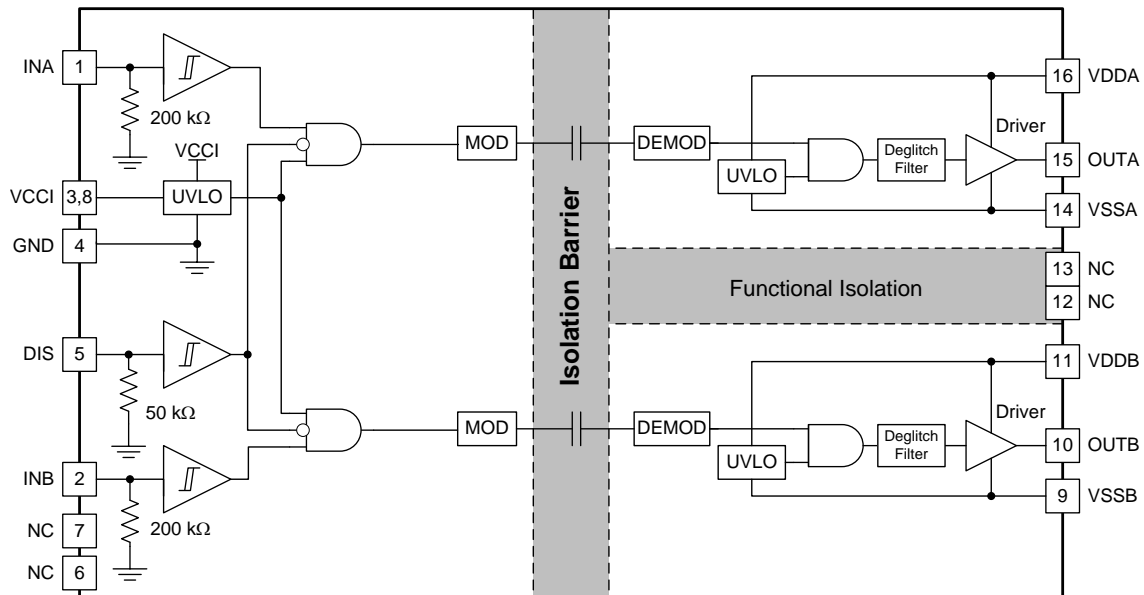 INA
1
200 kΩ
VCCI
VCCI
3,8
UVLO
GND
4
DIS
5
50 kΩ
INB
2
200 kΩ
NC
7
NC
6
MOD
MOD
Isolation Barrier
DEMOD
UVLO
Deglitch
Filter
Driver
16
VDDA
15
OUTA
14
VSSA
Functional Isolation
13
NC
12
NC
DEMOD
UVLO
Deglitch
Filter
Driver
11
VDDB
10
OUTB
9
VSSB